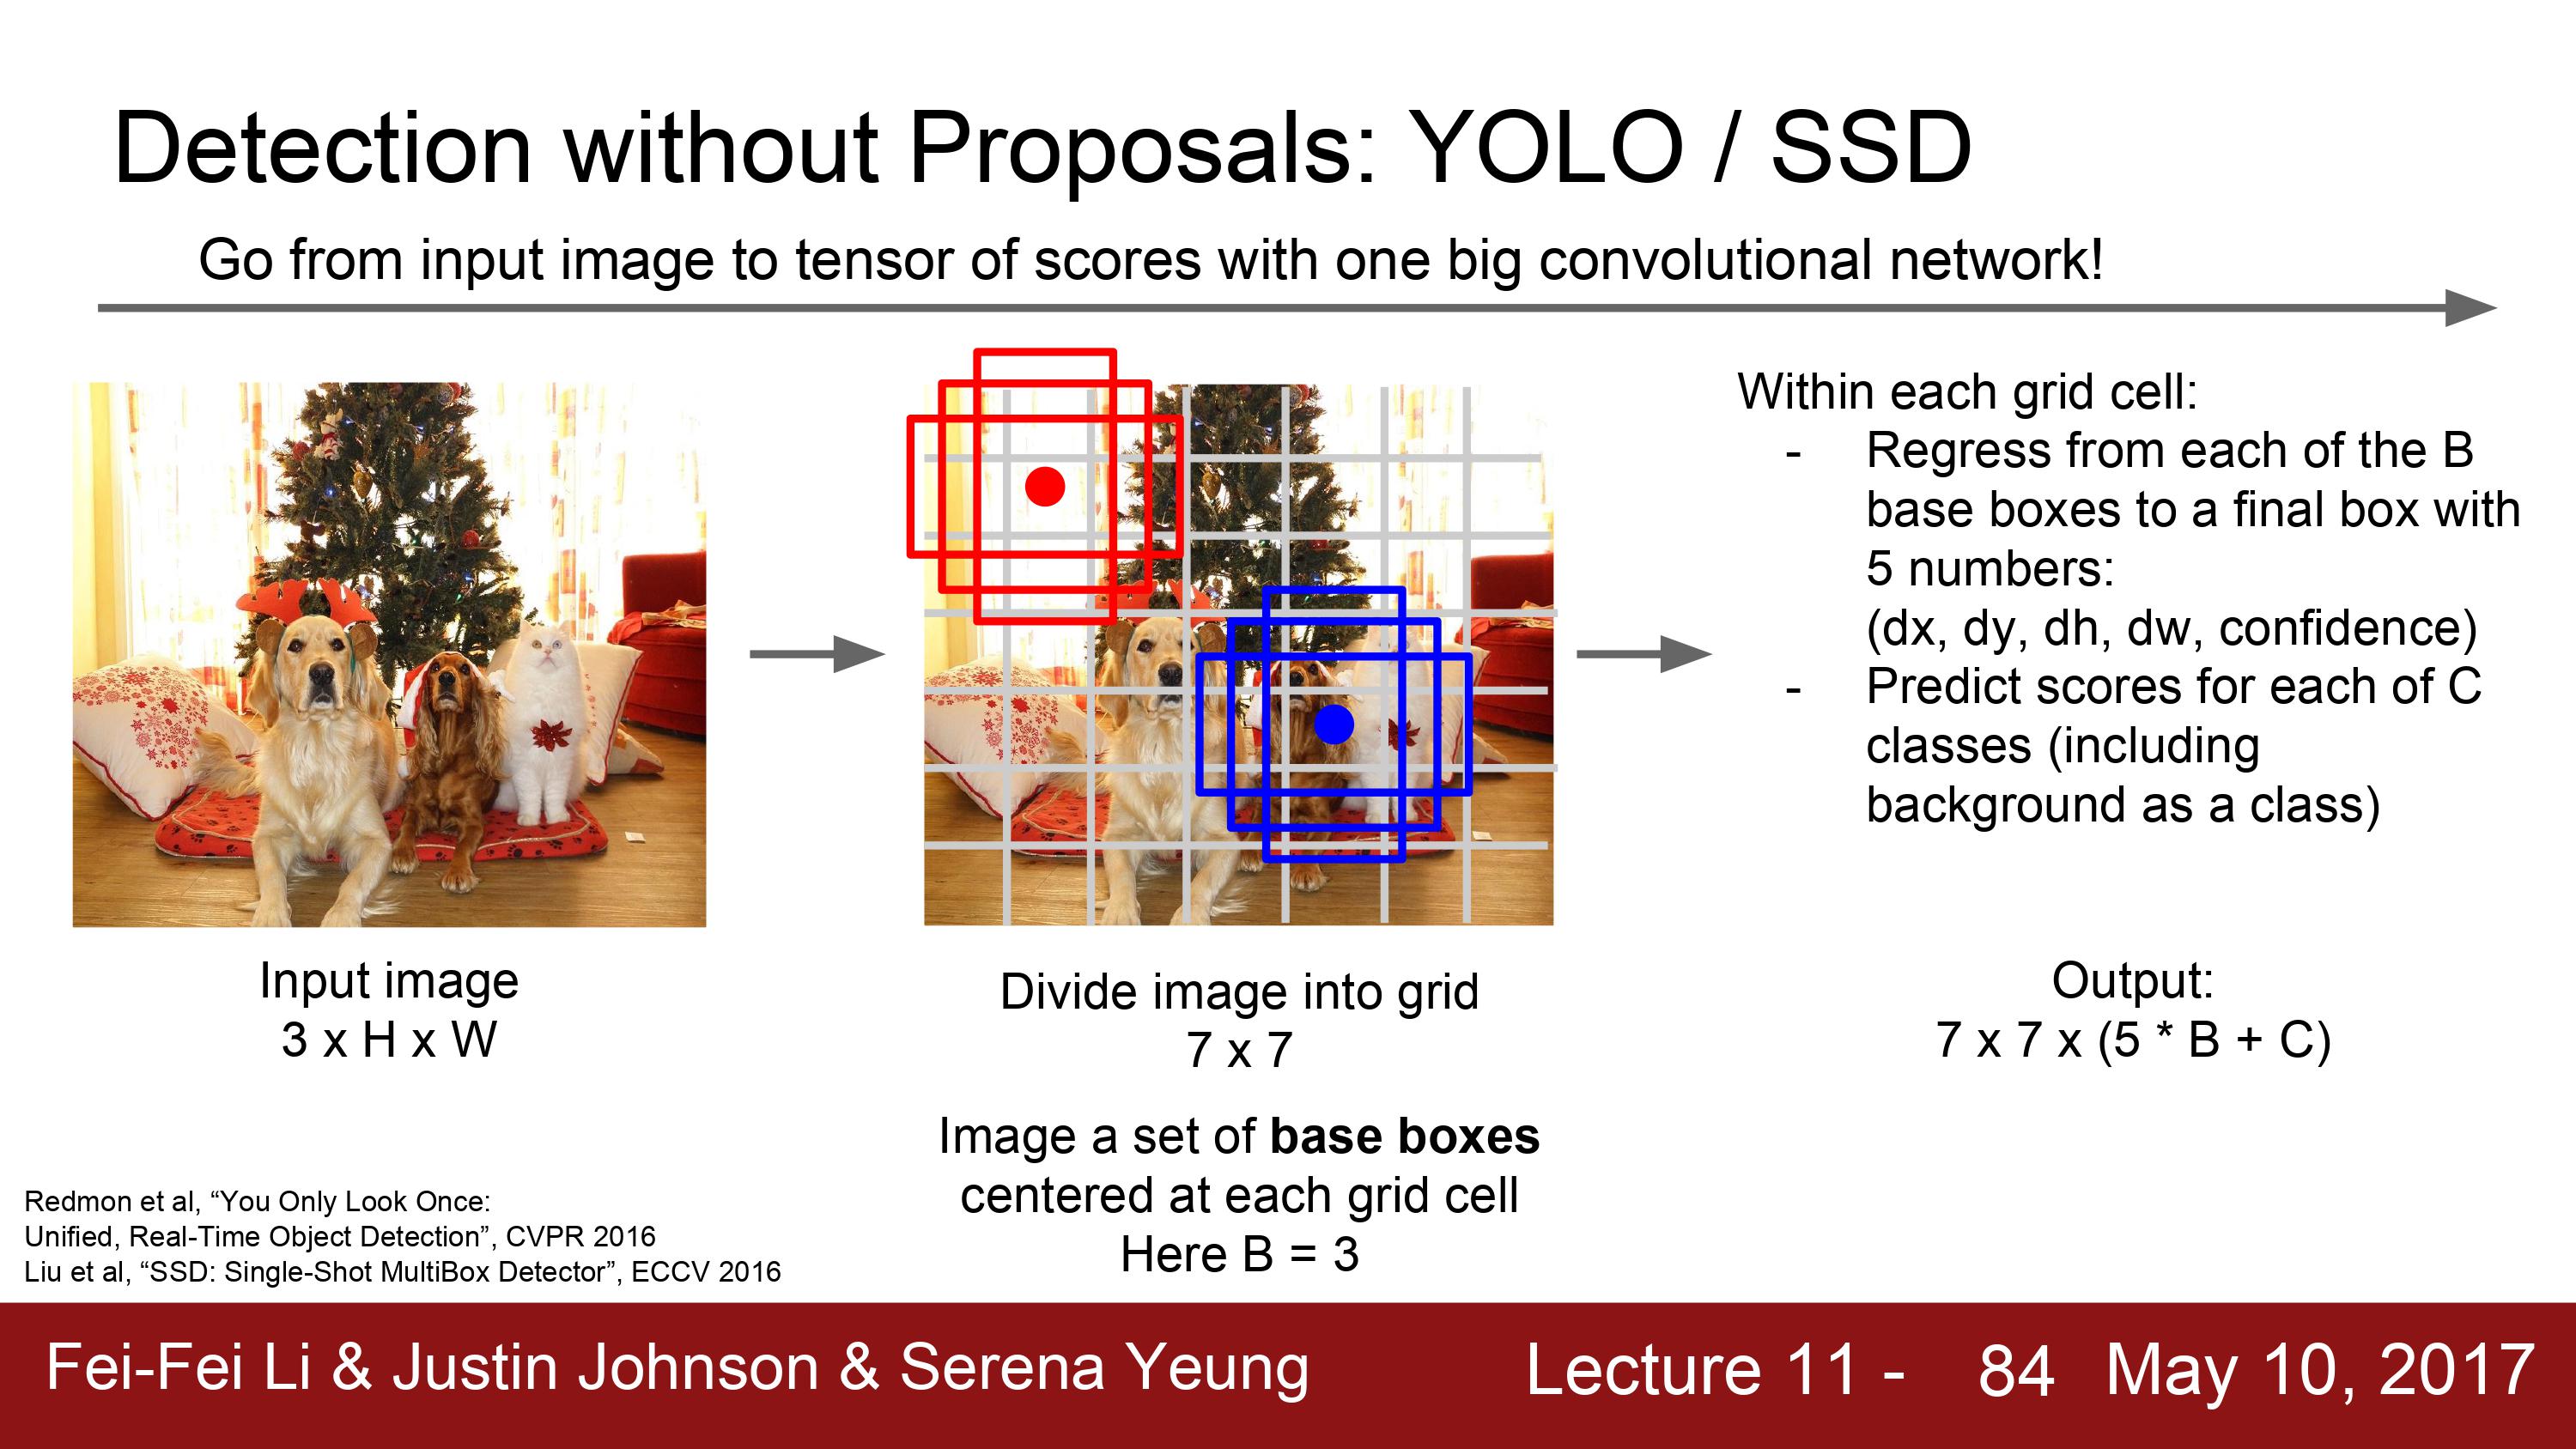 Detection without Proposals: YOLO / SSD
Go from input image to tensor of scores with one big convolutional network!
Input image
3 x H x W
Divide image into grid
7 x 7
Image a set of base boxes
centered at each grid cell
Here B = 3
Within each grid cell:
- Regress from each of the B
base boxes to a final box with
5 numbers:
(dx, dy, dh, dw, confidence)
- Predict scores for each of C
classes (including
background as a class)
Output:
7 x 7 x (5 * B + C)
Redmon et al, “You Only Look Once:
Unified, Real-Time Object Detection”, CVPR 2016
Liu et al, “SSD: Single-Shot MultiBox Detector”, ECCV 2016
Fei-Fei Li & Justin Johnson & Serena Yeung Lecture 11 - 84 May 10, 2017